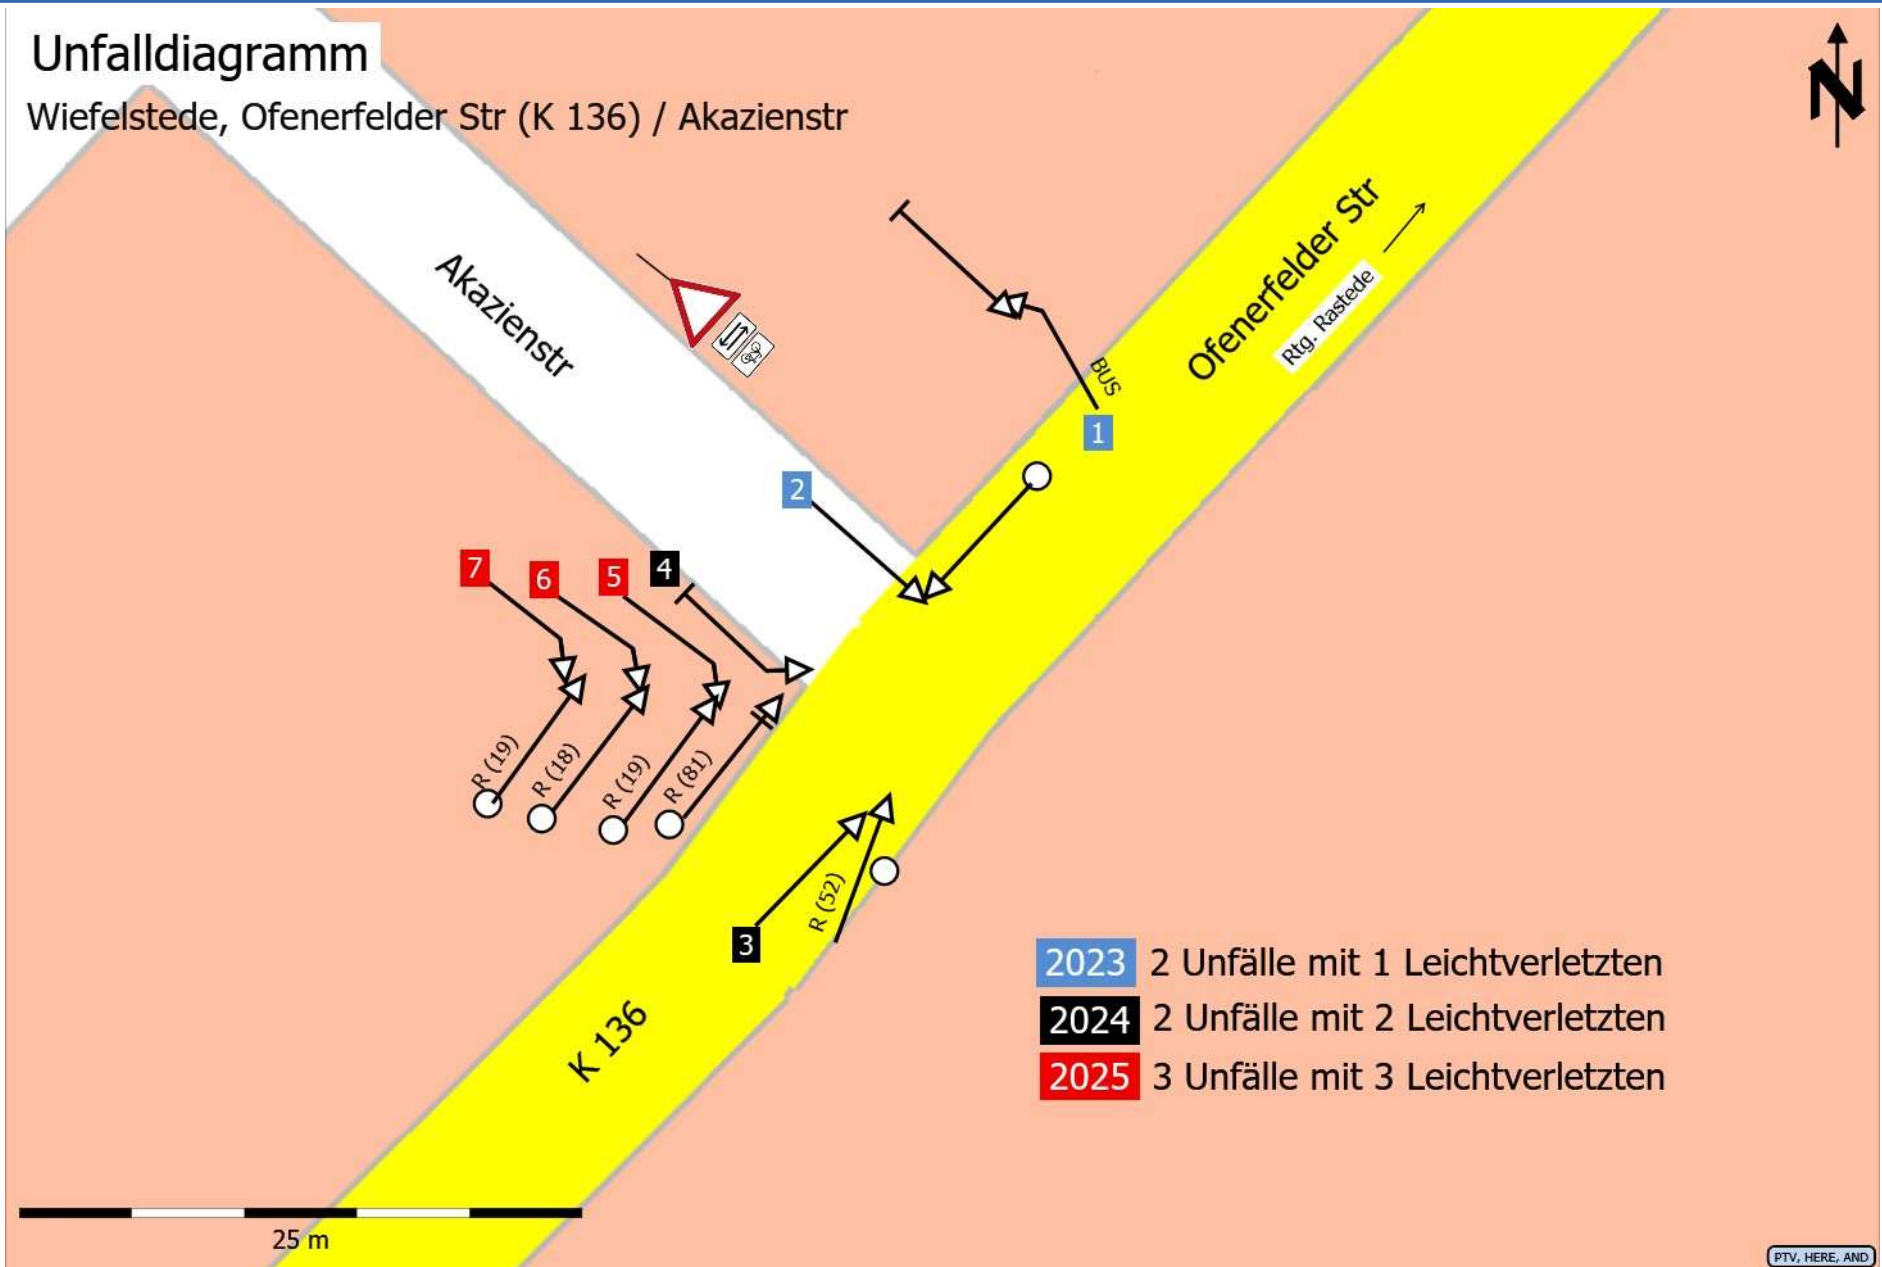 Unfalldiagramm
Wiefelstede, Ofenerfelder Str (K 136) / Akazienstr
N
Akazienstr
Ofenerfelder Str
Rtg. Rastede
BUS
1
2
7
6
5
4
R (19)
R (18)
R (19)
R (81)
R (52)
3
K 136
2023 2 Unfälle mit 1 Leichtverletzten
2024 2 Unfälle mit 2 Leichtverletzten
2025 3 Unfälle mit 3 Leichtverletzten
25 m
PTV, HERE, AND